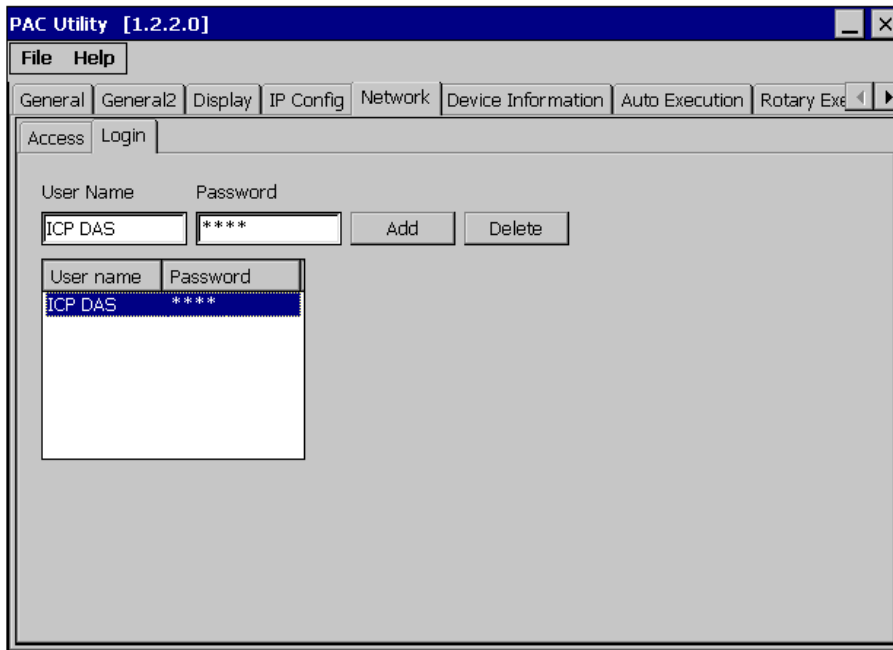 PAC Utility [1.2.2.0]
File Help
General General2 Display IP Config Network Device Information Auto Execution Rotary Exe
Access Login
User Name Password
ICP DAS **** Add Delete
User name Password
ICP DAS ****